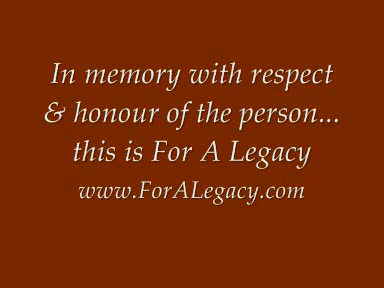 In memory with respect
& honour of the person...
this is For A Legacy
www.ForALegacy.com